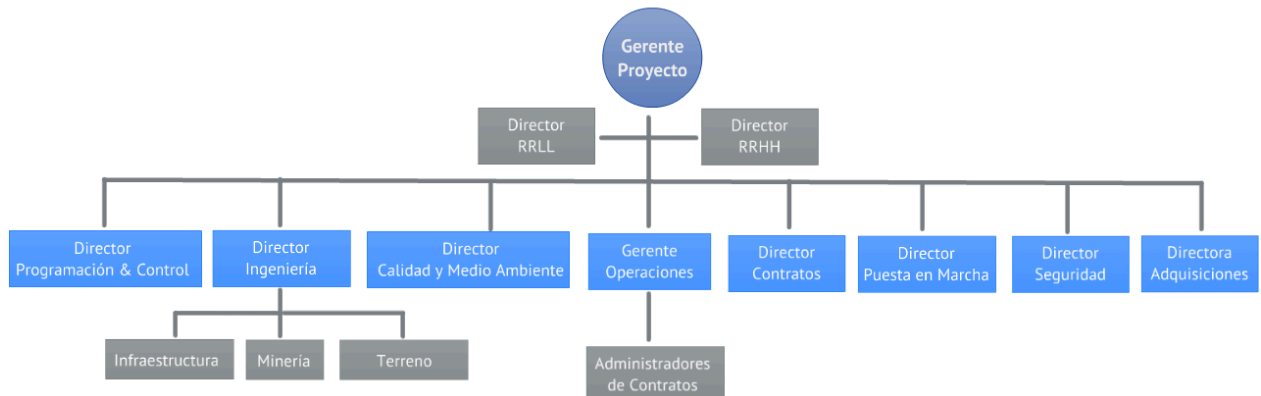 Gerente
Proyecto
Director
RRLL
Director
RRHH
Director
Programación & Control
Director
Ingeniería
Director
Calidad y Medio Ambiente
Gerente
Operaciones
Director
Contratos
Director
Puesta en Marcha
Director
Seguridad
Directora
Adquisiciones
Infraestructura
Minería
Terreno
Administradores
de Contratos